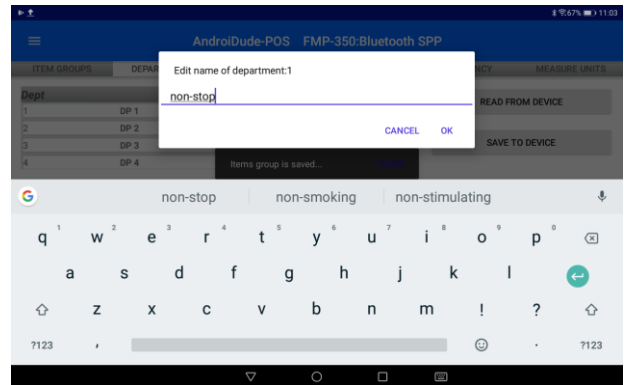 67% 11:03
AndroiDude-POS FMP-350:Bluetooth SPP
ITEM GROUPS DEPAR NCY MEASURE UNITS
Edit name of department:1
non-stop
CANCEL OK
Dept
1 DP 1
2 DP 2
3 DP 3
4 DP 4
READ FROM DEVICE
SAVE TO DEVICE
Items group is saved...
G non-stop non-smoking non-stimulating
q 1 w 2 e 3 r 4 t 5 y 6 u 7 i 8 o 9 p 0
a s d f g h j k l
z x c v b n m ! ?
?123 , . ?123